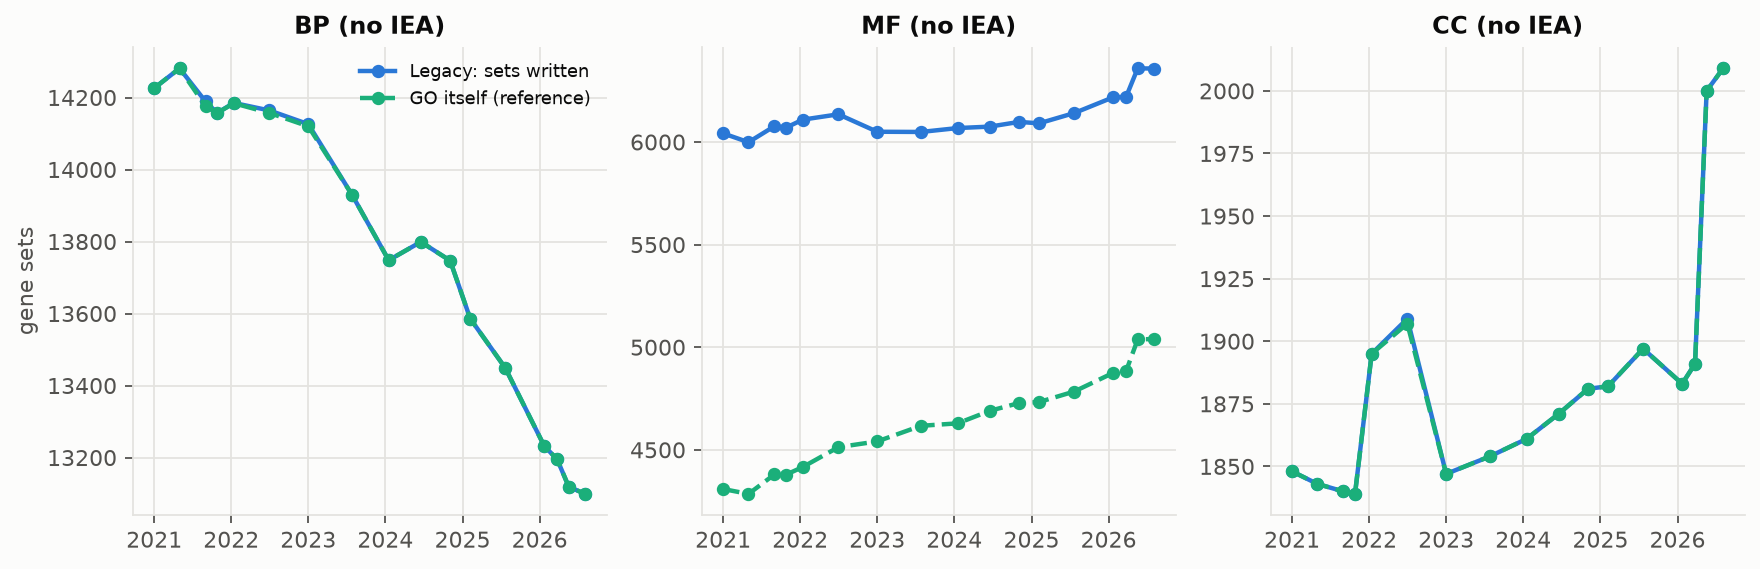 BP (no IEA)
MF (no IEA)
CC (no IEA)
Legacy: sets written
GO itself (reference)
gene sets
14200
14000
13800
13600
13400
13200
2021 2022 2023 2024 2025 2026
6000
5500
5000
4500
2021 2022 2023 2024 2025 2026
2000
1975
1950
1925
1900
1875
1850
2021 2022 2023 2024 2025 2026